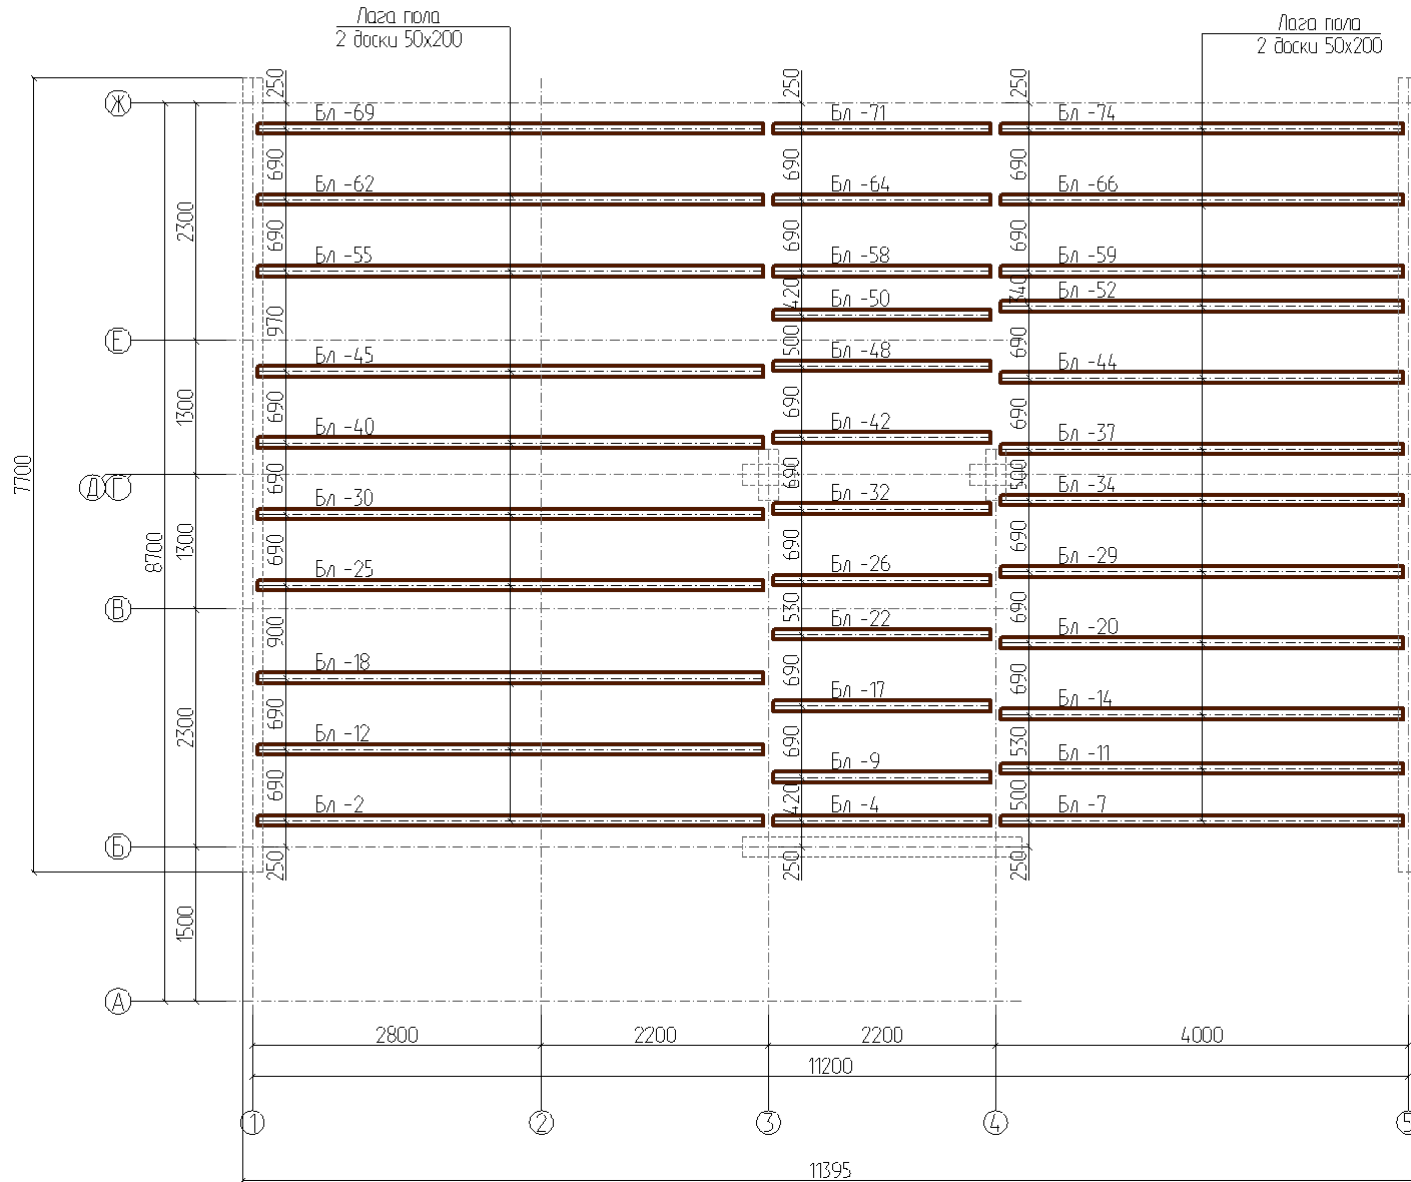 Лага пола
2 доски 50х200
Лага пола
2 доски 50х200
250
250
250
Ж
Бл -69
Бл -71
Бл -74
690
690
690
Бл -62
Бл -64
Бл -66
2300
690
690
690
Бл -55
Бл -58
Бл -59
420
340
Бл -50
Бл -52
970
Е
500
690
Бл -45
Бл -48
Бл -44
1300
690
690
690
Бл -40
Бл -42
Бл -37
7700
Д
Г
690
690
500
Бл -30
Бл -32
Бл -34
8700
1300
690
690
690
Бл -25
Бл -26
Бл -29
В
530
690
Бл -22
Бл -20
900
Бл -18
690
690
Бл -17
Бл -14
2300
690
690
530
Бл -12
Бл -9
Бл -11
690
420
500
Бл -2
Бл -4
Бл -7
Б
250
250
250
1500
А
2800
2200
2200
4000
11200
1
2
3
4
5
11395